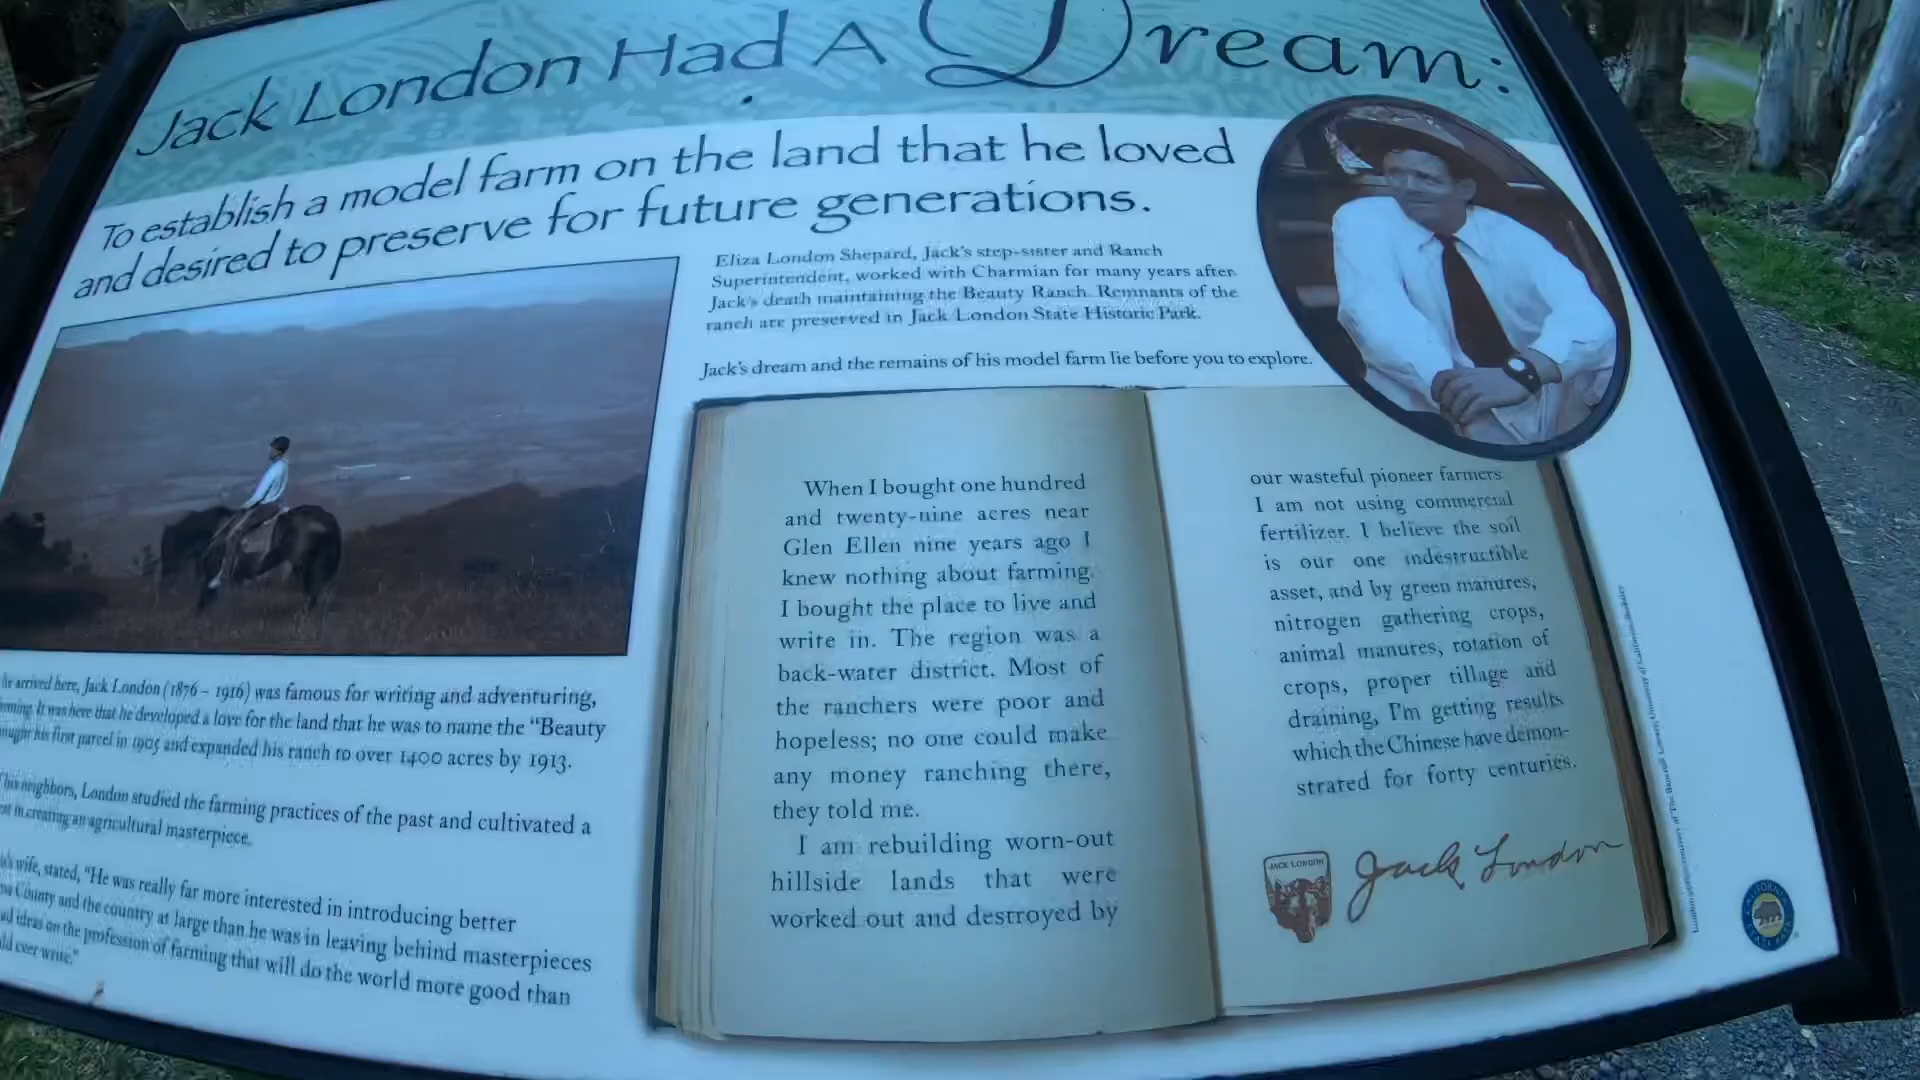 Jack London Had A Dream:
To establish a model farm on the land that he loved
and desired to preserve for future generations.
Eliza London Shepard, Jack's step-sister and Ranch
Superintendent, worked with Charmian for many years after
Jack's death maintaining the Beauty Ranch. Remnants of the
ranch are preserved in Jack London State Historic Park.
Jack's dream and the remains of his model farm lie before you to explore.
he arrived here, Jack London (1876 – 1916) was famous for writing and adventuring,
It was here that he developed a love for the land that he was to name the "Beauty
his first parcel in 1905 and expanded his ranch to over 1400 acres by 1913.
his neighbors, London studied the farming practices of the past and cultivated a
in creating an agricultural masterpiece.
wife, stated, "He was really far more interested in introducing better
County and the country at large than he was in leaving behind masterpieces
ideas on the profession of farming that will do the world more good than
ever write."
When I bought one hundred
and twenty-nine acres near
Glen Ellen nine years ago I
knew nothing about farming.
I bought the place to live and
write in. The region was a
back-water district. Most of
the ranchers were poor and
hopeless; no one could make
any money ranching there,
they told me.
I am rebuilding worn-out
hillside lands that were
worked out and destroyed by
our wasteful pioneer farmers.
I am not using commercial
fertilizer. I believe the soil
is our one indestructible
asset, and by green manures,
nitrogen gathering crops,
animal manures, rotation of
crops, proper tillage and
draining, I'm getting results
which the Chinese have demon-
strated for forty centuries.
JACK LONDON
Jack London